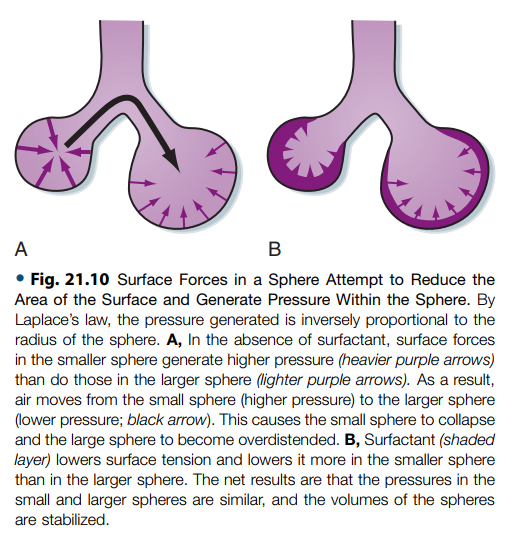 A
B
• Fig. 21.10 Surface Forces in a Sphere Attempt to Reduce the
Area of the Surface and Generate Pressure Within the Sphere. By
Laplace's law, the pressure generated is inversely proportional to the
radius of the sphere. A, In the absence of surfactant, surface forces
in the smaller sphere generate higher pressure (heavier purple arrows)
than do those in the larger sphere (lighter purple arrows). As a result,
air moves from the small sphere (higher pressure) to the larger sphere
(lower pressure; black arrow). This causes the small sphere to collapse
and the large sphere to become overdistended. B, Surfactant (shaded
layer) lowers surface tension and lowers it more in the smaller sphere
than in the larger sphere. The net results are that the pressures in the
small and larger spheres are similar, and the volumes of the spheres
are stabilized.